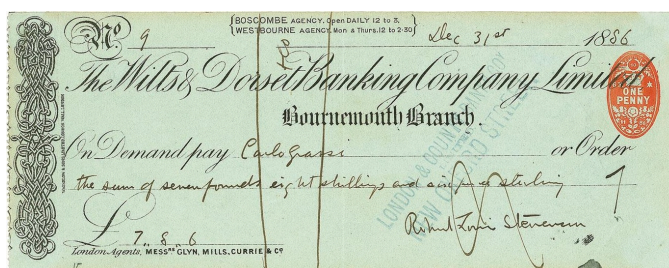 BOSCOMBE AGENCY. Open DAILY 12 to 3.
WESTBOURNE AGENCY. Mon & Thurs. 12 to 2·30
No 9 Dec 31st 1886
The Wilts & Dorset Banking Company Limited
ONE
PENNY
Bournemouth Branch.
On Demand pay Carlo Grassi or Order
the sum of seven pounds eight shillings and six pence sterling
LONDON & COUNTY
£ 7. 8. 6
Robert Louis Stevenson
London Agents, MESSRS GLYN, MILLS, CURRIE & Co